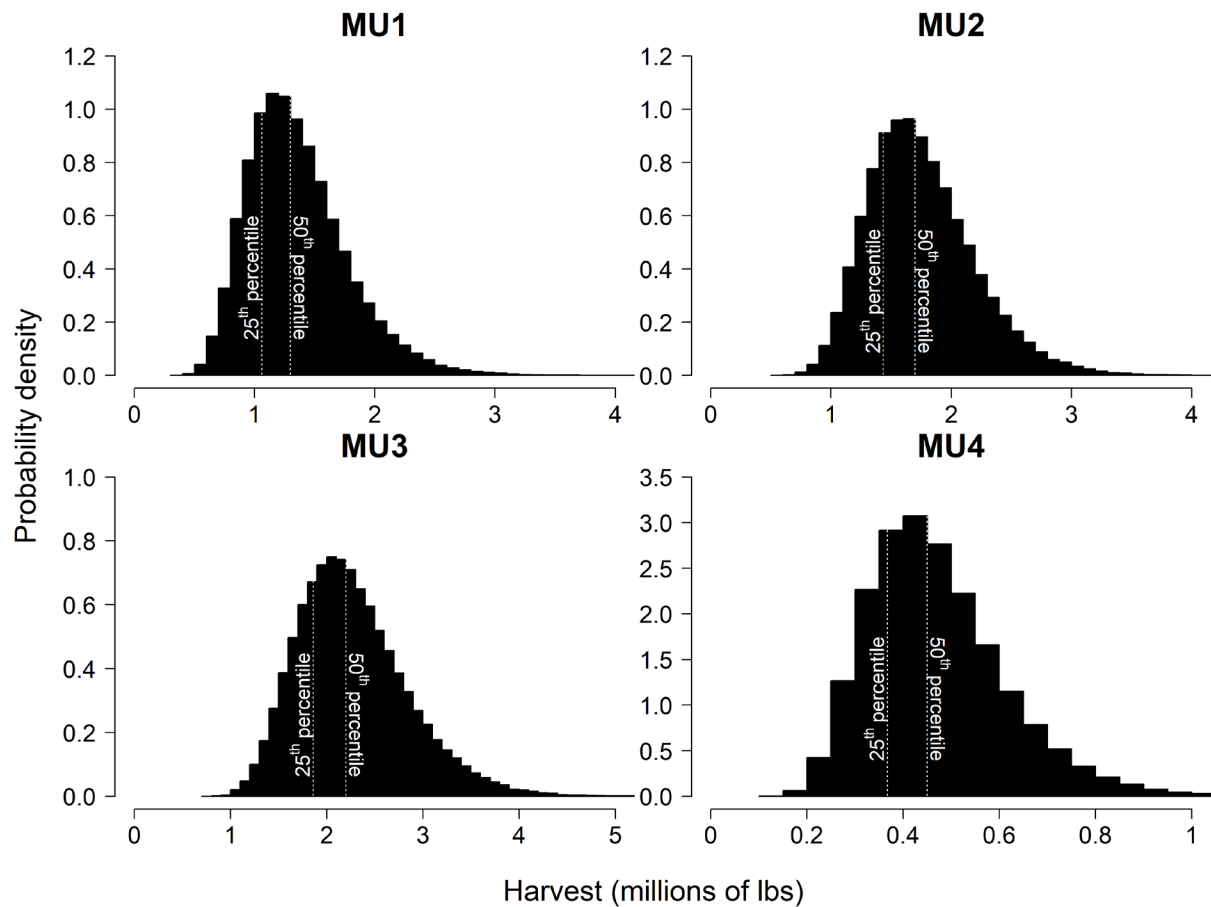 MU1
1.2
1.0
0.8
0.6
0.4
0.2
0.0
25th percentile
50th percentile
0 1 2 3 4
MU2
1.2
1.0
0.8
0.6
0.4
0.2
0.0
25th percentile
50th percentile
0 1 2 3 4
Probability density
MU3
1.0
0.8
0.6
0.4
0.2
0.0
25th percentile
50th percentile
0 1 2 3 4 5
MU4
3.5
3.0
2.5
2.0
1.5
1.0
0.5
0.0
25th percentile
50th percentile
0 0.2 0.4 0.6 0.8 1
Harvest (millions of lbs)